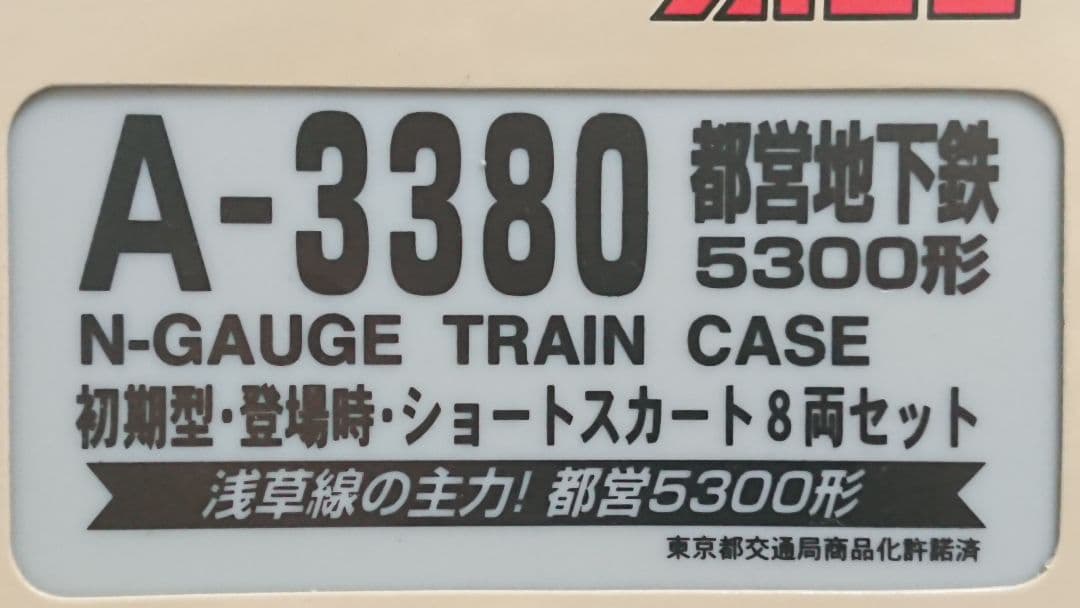 A-3380 都営地下鉄
5300形
N-GAUGE TRAIN CASE
初期型・登場時・ショートスカート8両セット
浅草線の主力! 都営5300形
東京都交通局商品化許諾済